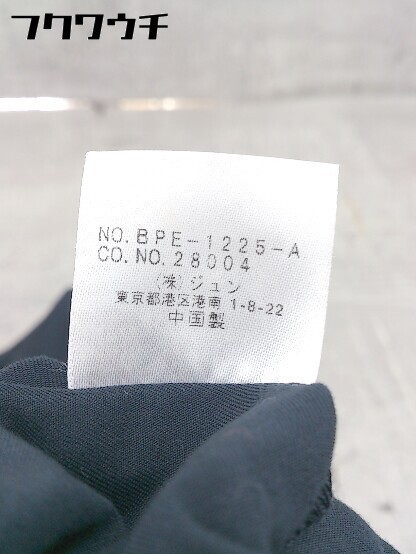 フクワウチ
NO. BPE-1225-A
CO. NO. 28004
(株)ジュン
東京都港区港南 1-8-22
中国製